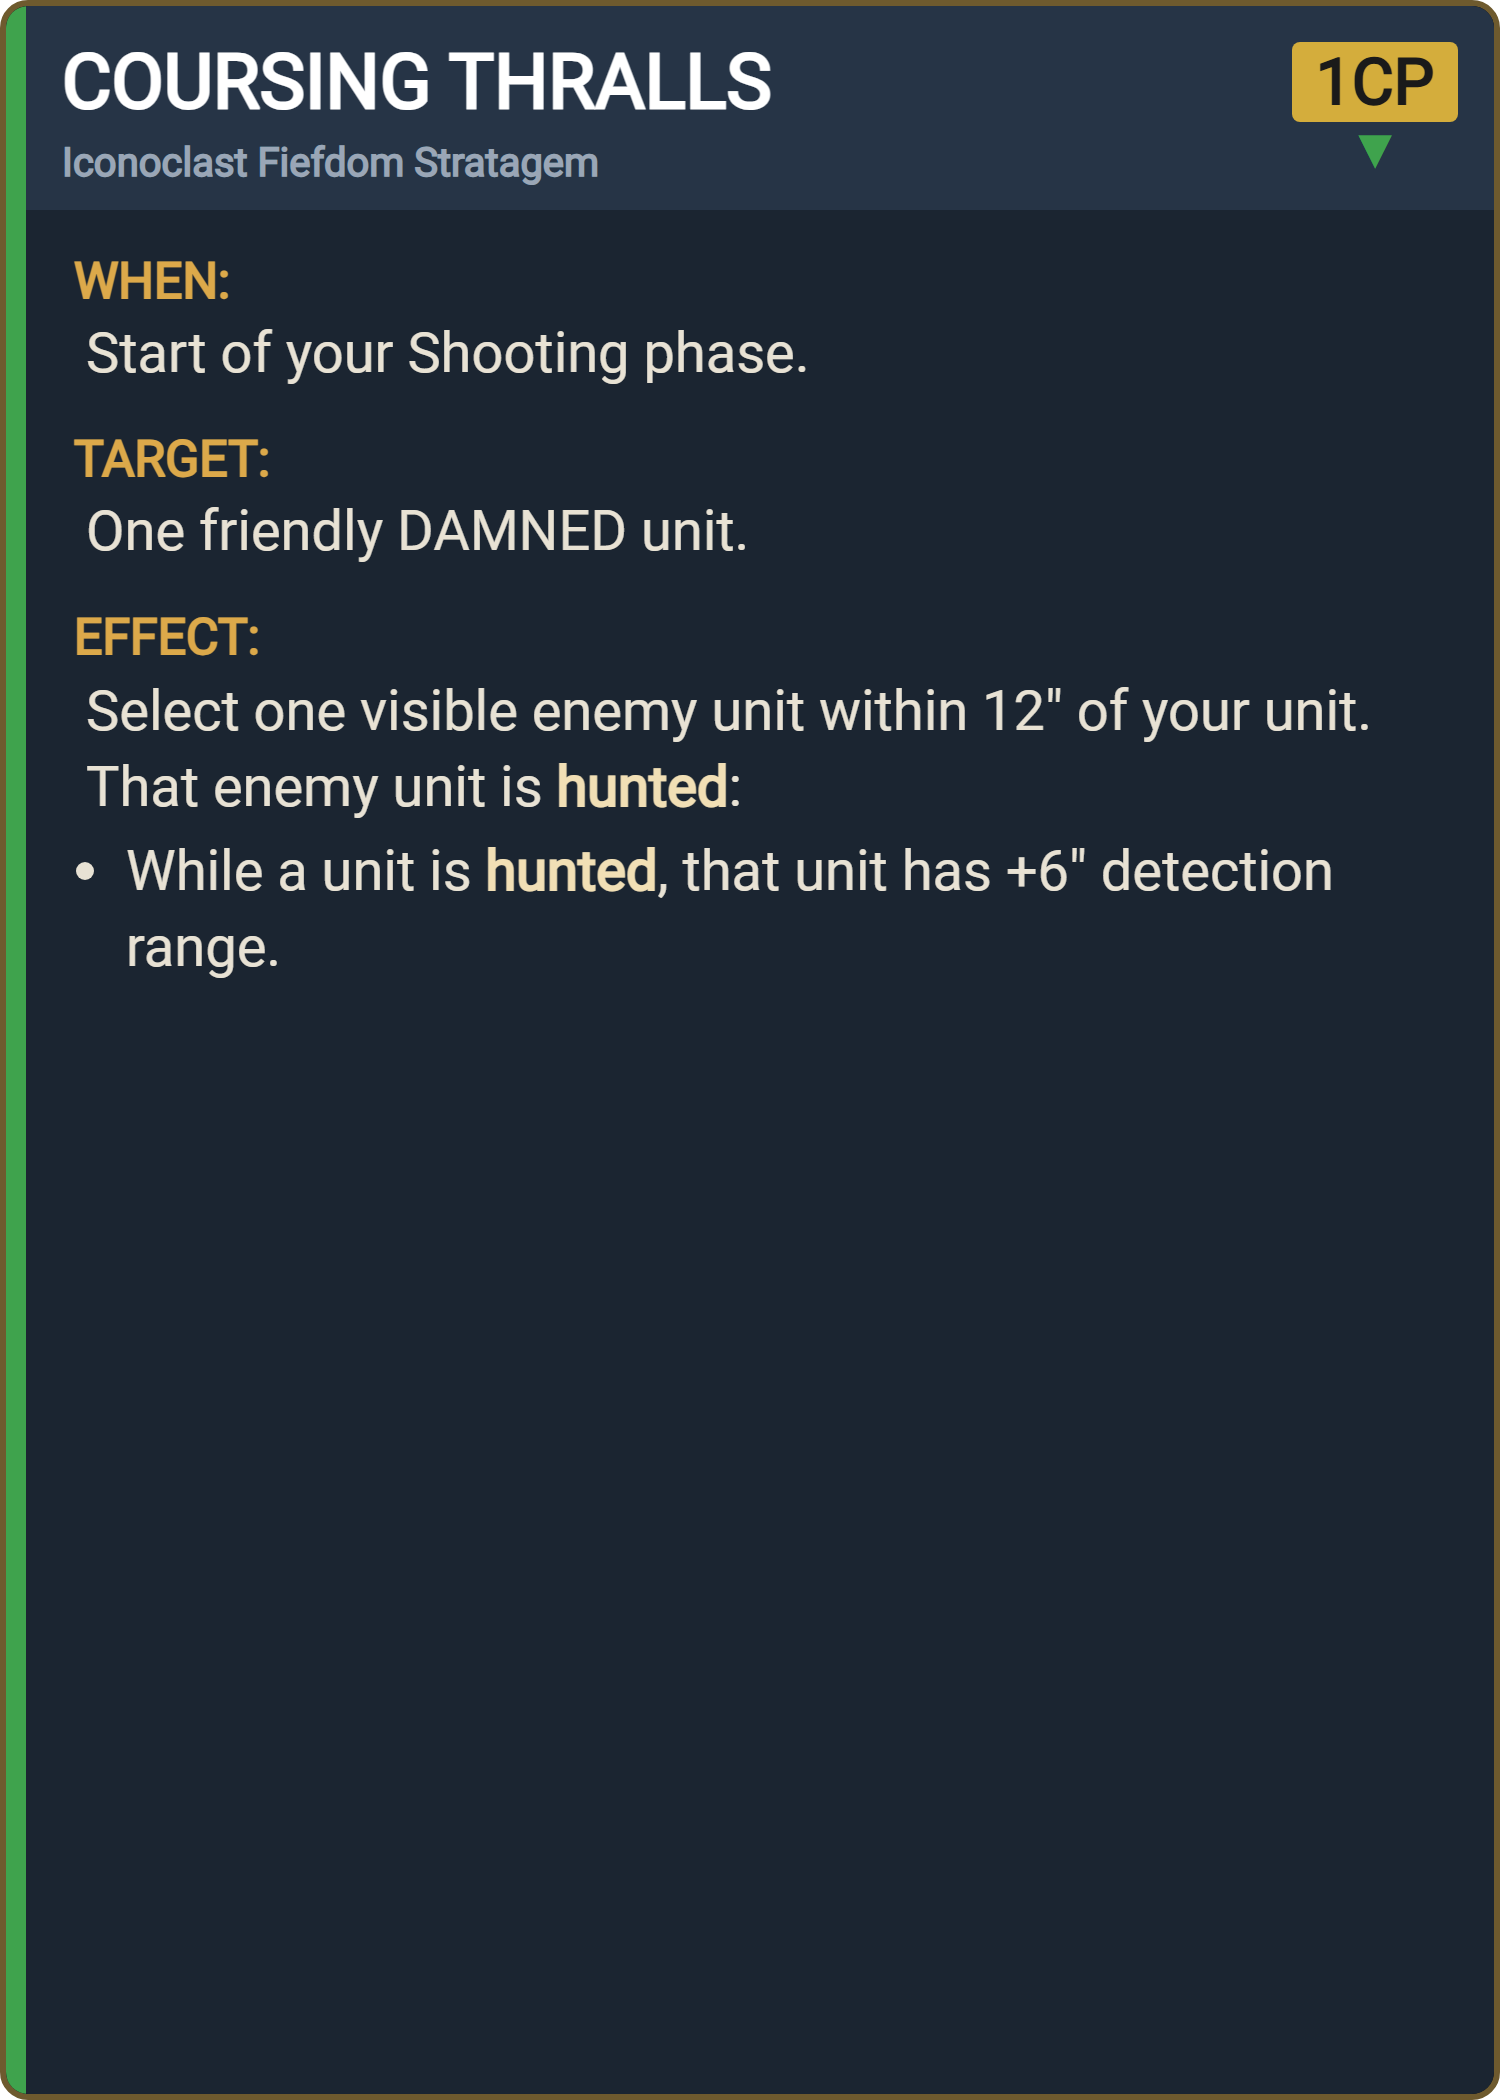 COURSING THRALLS
1CP
Iconoclast Fiefdom Stratagem
WHEN:
Start of your Shooting phase.
TARGET:
One friendly DAMNED unit.
EFFECT:
Select one visible enemy unit within 12" of your unit.
That enemy unit is hunted:
• While a unit is hunted, that unit has +6" detection
range.